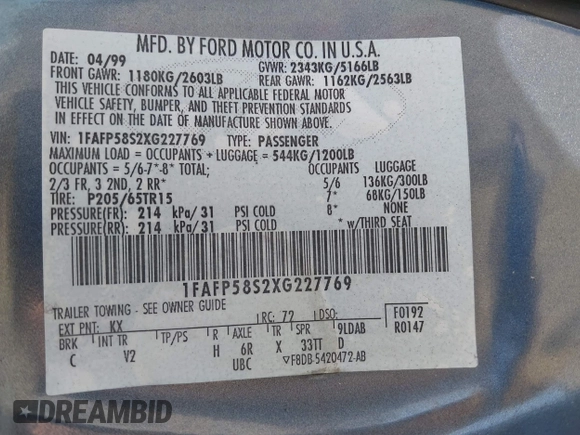 MFD. BY FORD MOTOR CO. IN U.S.A.
DATE: 04/99 GVWR: 2343KG/5166LB
FRONT GAWR: 1180KG/2603LB REAR GAWR: 1162KG/2563LB
THIS VEHICLE CONFORMS TO ALL APPLICABLE FEDERAL MOTOR
VEHICLE SAFETY, BUMPER, AND THEFT PREVENTION STANDARDS
IN EFFECT ON THE DATE OF MANUFACTURE SHOWN ABOVE.
VIN: 1FAFP58S2XG227769 TYPE: PASSENGER
MAXIMUM LOAD = OCCUPANTS + LUGGAGE = 544KG/1200LB
OCCUPANTS = 5/6-7*-8* TOTAL; OCCUPANTS LUGGAGE
2/3 FR, 3 2ND, 2 RR* 5/6 136KG/300LB
TIRE: P205/65TR15 7* 68KG/150LB
PRESSURE(FR) 214 kPa/31 PSI COLD 8* NONE
PRESSURE(RR) 214 kPa/31 PSI COLD * W/THIRD SEAT
1FAFP58S2XG227769
TRAILER TOWING - SEE OWNER GUIDE
EXT PNT: KX RC: 72 DSO: F0192
BRK INT TR TP/PS R AXLE TR SPR 9LDAB R0147
C V2 H 6R X 33TT D
UBC F8DB-5420472-AB
DREAMBID